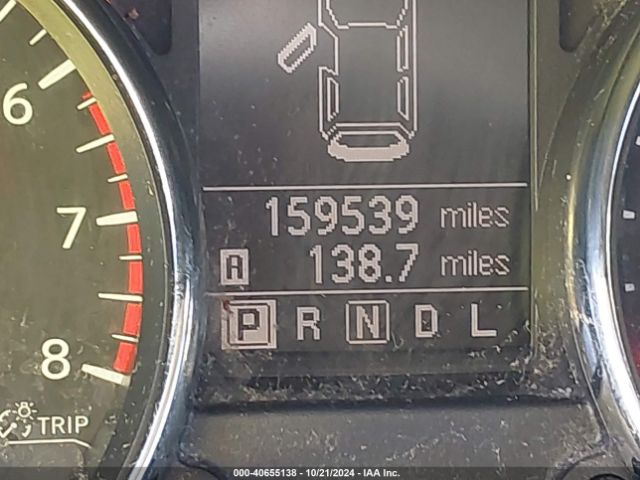 6
7
8
TRIP
159539 miles
A 138.7 miles
P R N D L
000-40655138 - 10/21/2024 - IAA Inc.